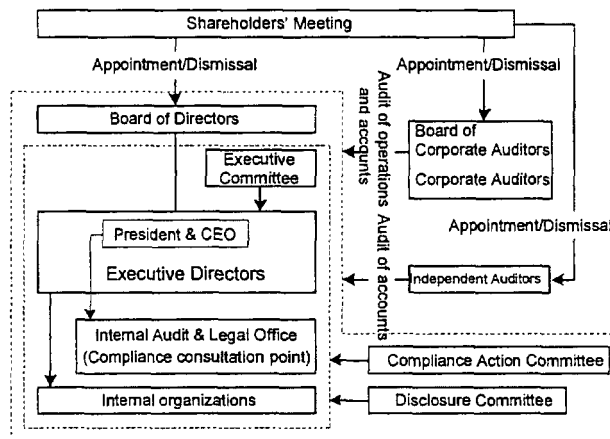 Shareholders' Meeting
Appointment/Dismissal
Appointment/Dismissal
Board of Directors
Audit of operations
and accounts
Board of
Corporate Auditors
Corporate Auditors
Executive
Committee
Appointment/Dismissal
President & CEO
Executive Directors
Audit of accounts
Independent Auditors
Internal Audit & Legal Office
(Compliance consultation point)
Compliance Action Committee
Internal organizations
Disclosure Committee